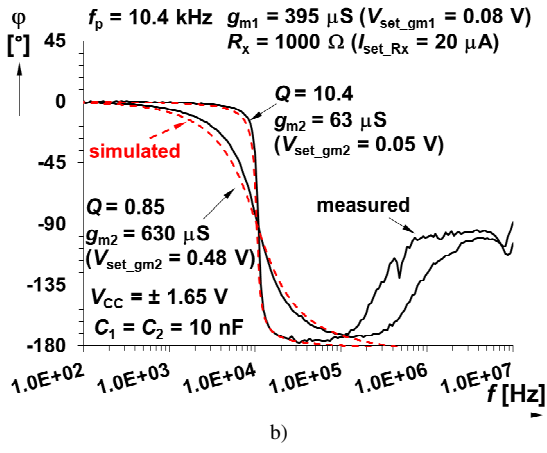 φ
[°]
f_p = 10.4 kHz
g_m1 = 395 µS (V_set_gm1 = 0.08 V)
R_x = 1000 Ω (I_set_Rx = 20 µA)
45
0
-45
-90
-135
-180
Q = 10.4
g_m2 = 63 µS
(V_set_gm2 = 0.05 V)
simulated
Q = 0.85
g_m2 = 630 µS
(V_set_gm2 = 0.48 V)
measured
V_CC = ± 1.65 V
C_1 = C_2 = 10 nF
1.0E+02
1.0E+03
1.0E+04
1.0E+05
1.0E+06
1.0E+07
f [Hz]
b)